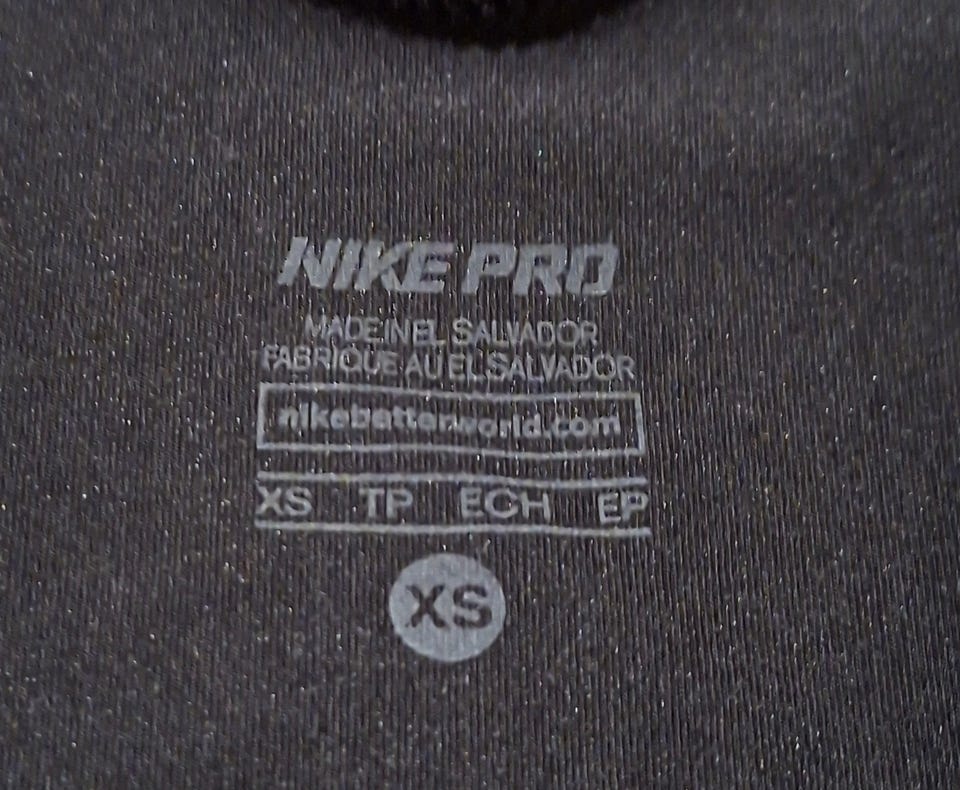 NIKE PRO
MADE IN EL SALVADOR
FABRIQUE AU EL SALVADOR
nikebetterworld.com
XS TP ECH EP
XS